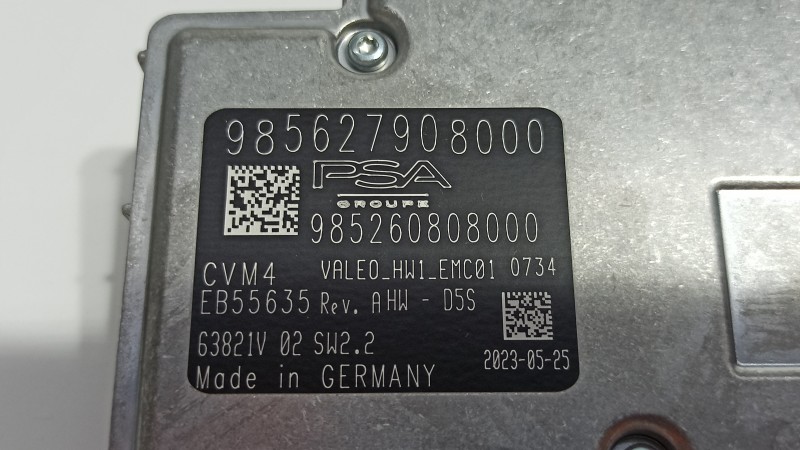 985627908000
PSA
GROUPE
985260808000
CVM4 VALEO_HW1_EMC01 0734
EB55635 Rev. A HW - D5S
63821V 02 SW2.2
2023-05-25
Made in GERMANY